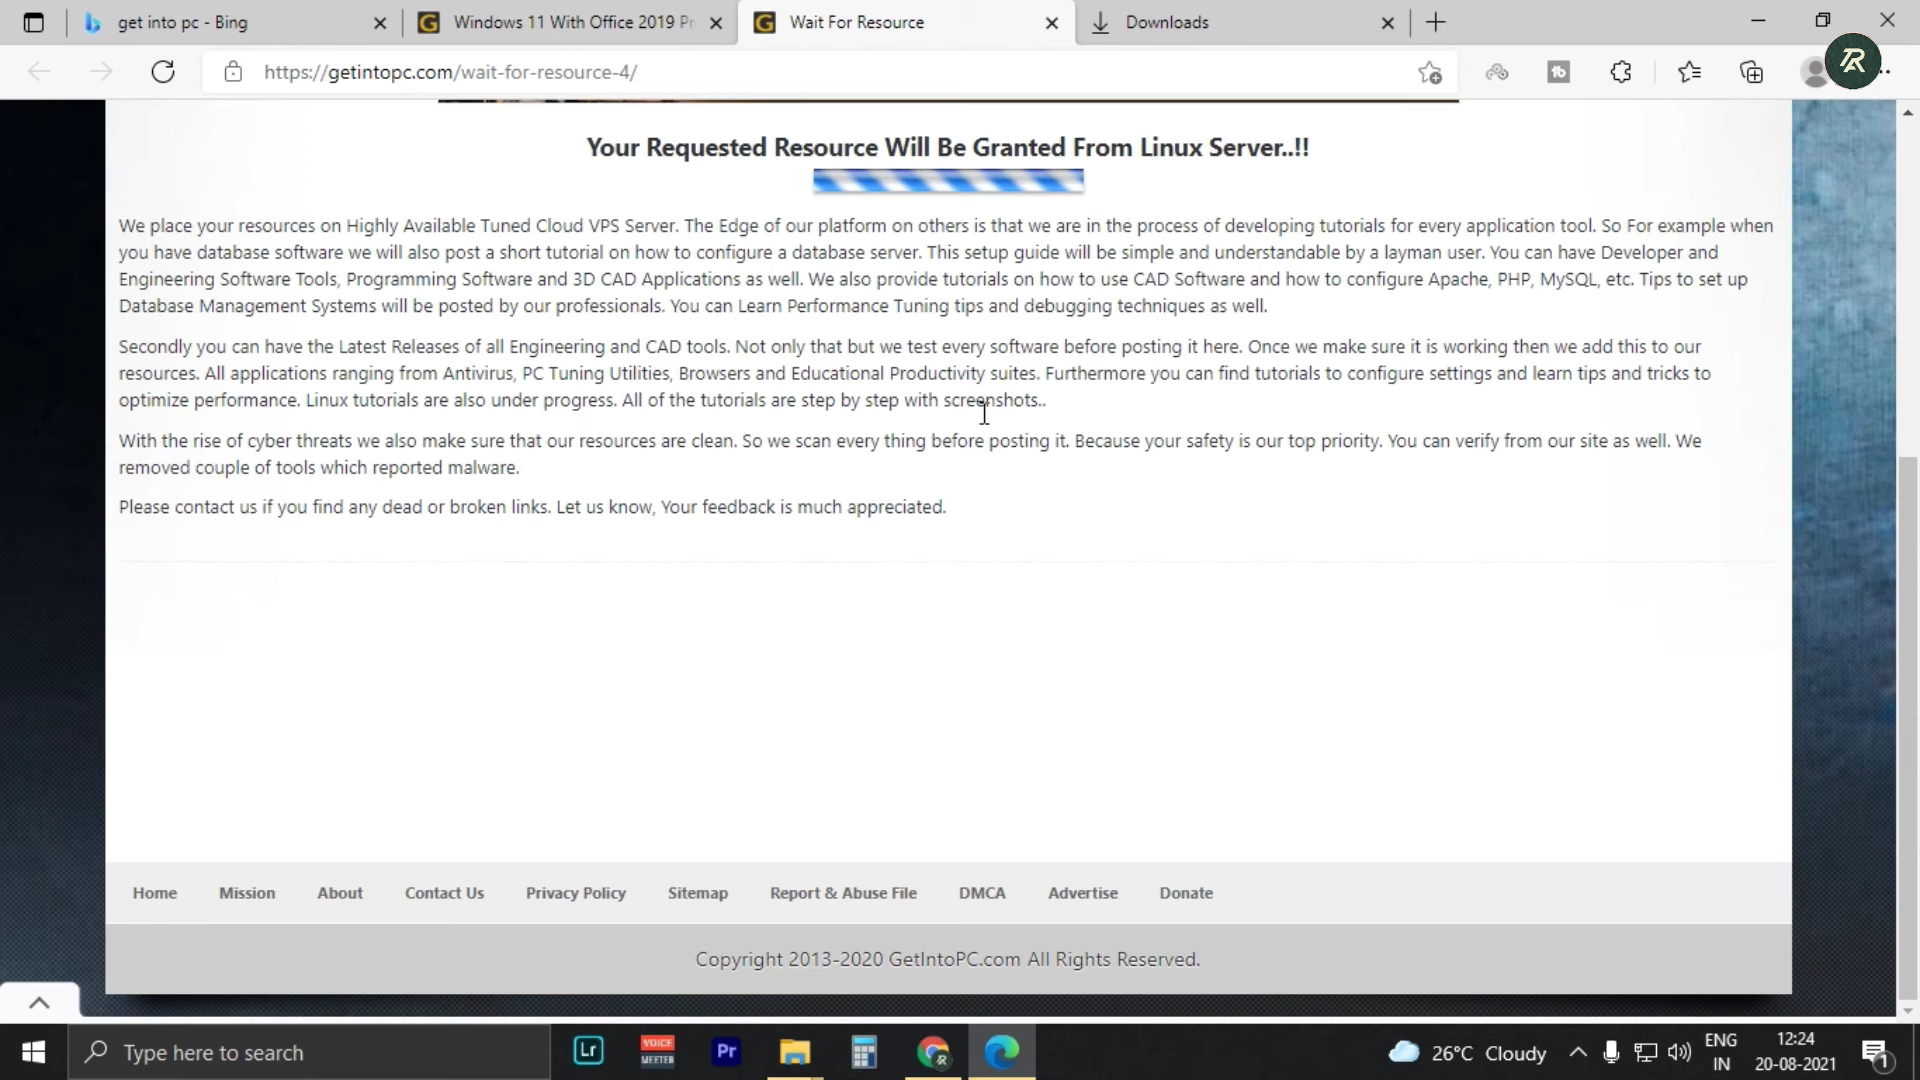 get into pc - Bing
Windows 11 With Office 2019 Pr
Wait For Resource
Downloads
https://getintopc.com/wait-for-resource-4/
Your Requested Resource Will Be Granted From Linux Server..!!
We place your resources on Highly Available Tuned Cloud VPS Server. The Edge of our platform on others is that we are in the process of developing tutorials for every application tool. So For example when
you have database software we will also post a short tutorial on how to configure a database server. This setup guide will be simple and understandable by a layman user. You can have Developer and
Engineering Software Tools, Programming Software and 3D CAD Applications as well. We also provide tutorials on how to use CAD Software and how to configure Apache, PHP, MySQL, etc. Tips to set up
Database Management Systems will be posted by our professionals. You can Learn Performance Tuning tips and debugging techniques as well.
Secondly you can have the Latest Releases of all Engineering and CAD tools. Not only that but we test every software before posting it here. Once we make sure it is working then we add this to our
resources. All applications ranging from Antivirus, PC Tuning Utilities, Browsers and Educational Productivity suites. Furthermore you can find tutorials to configure settings and learn tips and tricks to
optimize performance. Linux tutorials are also under progress. All of the tutorials are step by step with screenshots..
With the rise of cyber threats we also make sure that our resources are clean. So we scan every thing before posting it. Because your safety is our top priority. You can verify from our site as well. We
removed couple of tools which reported malware.
Please contact us if you find any dead or broken links. Let us know, Your feedback is much appreciated.
Home Mission About Contact Us Privacy Policy Sitemap Report & Abuse File DMCA Advertise Donate
Copyright 2013-2020 GetIntoPC.com All Rights Reserved.
Type here to search
Lr
VOICE
MEETER
Pr
26°C Cloudy
ENG
IN
12:24
20-08-2021
1